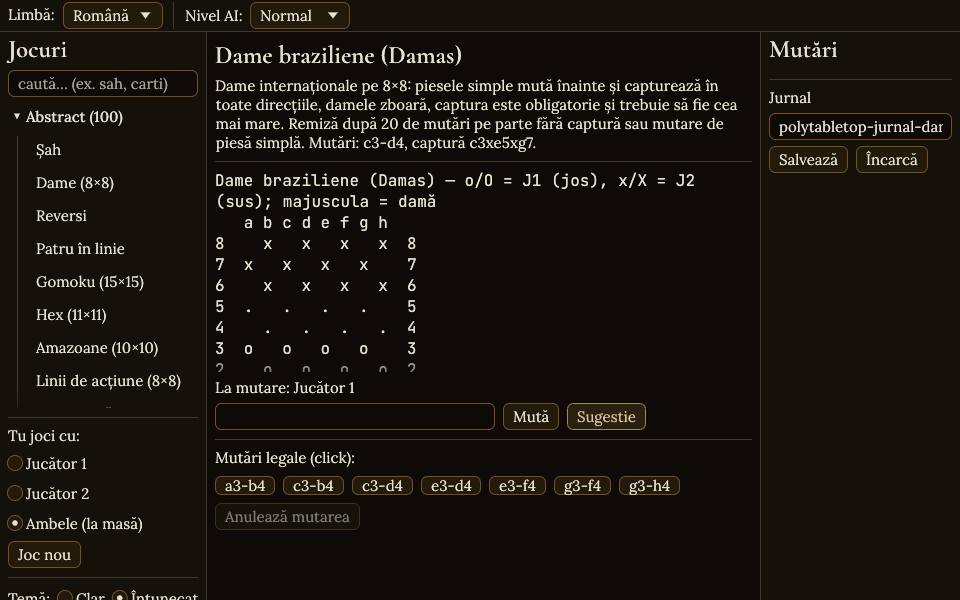 Limbă: Română ▼ Nivel AI: Normal ▼
Jocuri
caută... (ex. sah, carti)
▼ Abstract (100)
Șah
Dame (8×8)
Reversi
Patru în linie
Gomoku (15×15)
Hex (11×11)
Amazoane (10×10)
Linii de acțiune (8×8)
Tu joci cu:
Jucător 1
Jucător 2
Ambele (la masă)
Joc nou
Temă: Clar Întunecat
Dame braziliene (Damas)
Dame internaționale pe 8×8: piesele simple mută înainte și capturează în
toate direcțiile, damele zboară, captura este obligatorie și trebuie să fie cea
mai mare. Remiză după 20 de mutări pe parte fără captură sau mutare de
piesă simplă. Mutări: c3-d4, captură c3xe5xg7.
Dame braziliene (Damas) — o/O = J1 (jos), x/X = J2
(sus); majuscula = damă
a b c d e f g h
8 x x x x 8
7 x x x x 7
6 x x x x 6
5 . . . . 5
4 . . . . 4
3 o o o o 3
2 o o o o 2
La mutare: Jucător 1
Mută Sugestie
Mutări legale (click):
a3-b4 c3-b4 c3-d4 e3-d4 e3-f4 g3-f4 g3-h4
Anulează mutarea
Mutări
Jurnal
polytabletop-jurnal-dar
Salvează Încarcă